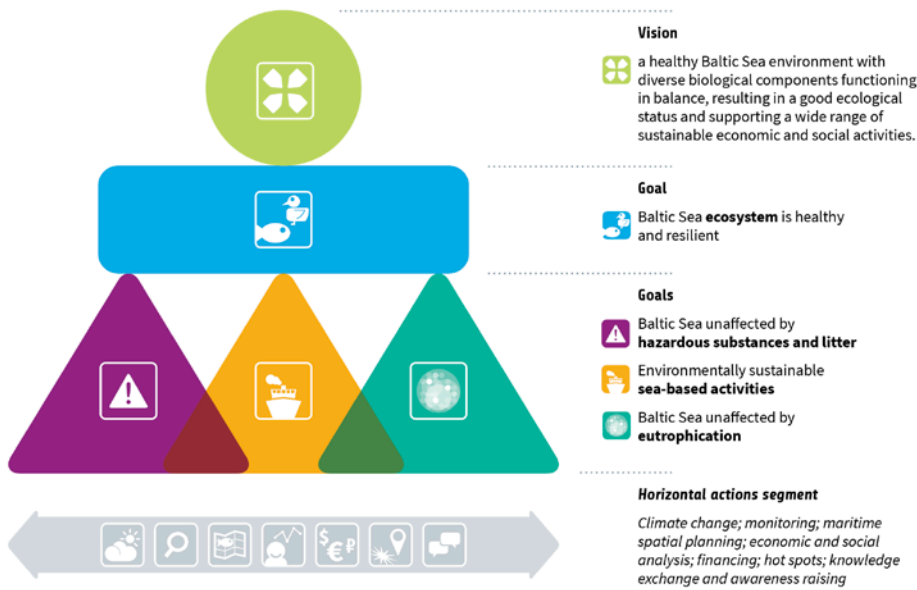 Vision
a healthy Baltic Sea environment with
diverse biological components functioning
in balance, resulting in a good ecological
status and supporting a wide range of
sustainable economic and social activities.
Goal
Baltic Sea ecosystem is healthy
and resilient
Goals
Baltic Sea unaffected by
hazardous substances and litter
Environmentally sustainable
sea-based activities
Baltic Sea unaffected by
eutrophication
Horizontal actions segment
Climate change; monitoring; maritime
spatial planning; economic and social
analysis; financing; hot spots; knowledge
exchange and awareness raising
$ € ₽